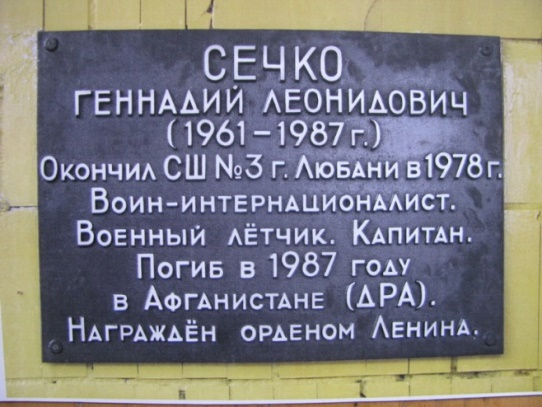 СЕЧКО
ГЕННАДИЙ ЛЕОНИДОВИЧ
(1961–1987 г.)
Окончил СШ №3 г. Любани в 1978 г.
Воин-интернационалист.
Военный лётчик. Капитан.
Погиб в 1987 году
в Афганистане (ДРА).
Награждён орденом Ленина.